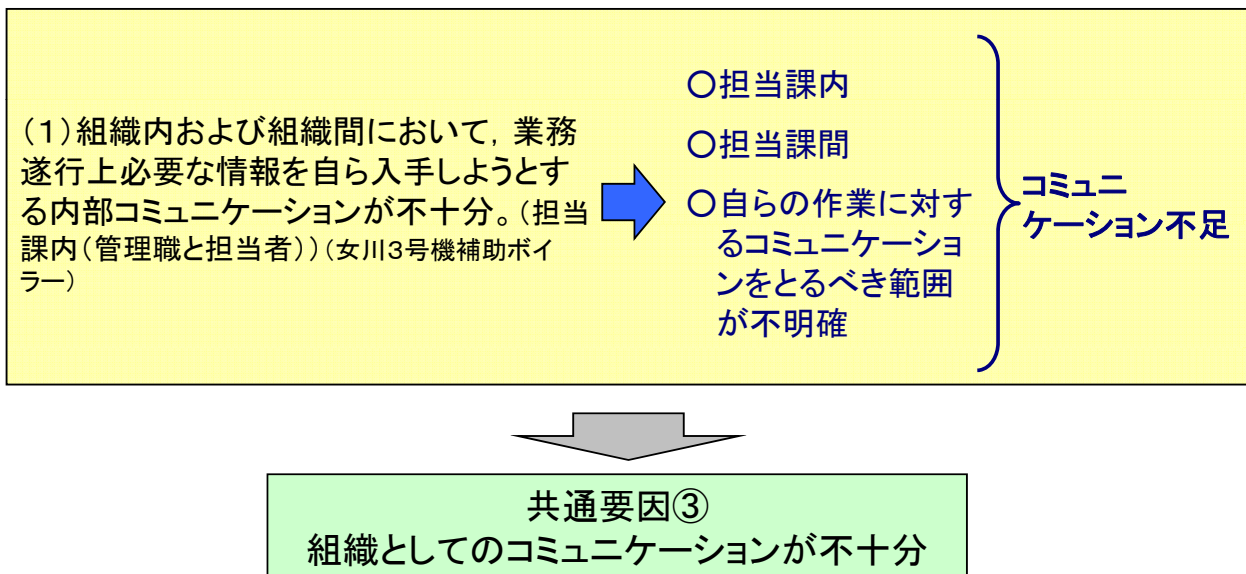 (1)組織内および組織間において，業務
遂行上必要な情報を自ら入手しようとす
る内部コミュニケーションが不十分。(担当
課内(管理職と担当者))(女川3号機補助ボイ
ラー)
○担当課内
○担当課間
○自らの作業に対す
るコミュニケーショ
ンをとるべき範囲
が不明確
コミュニ
ケーション不足
共通要因③
組織としてのコミュニケーションが不十分